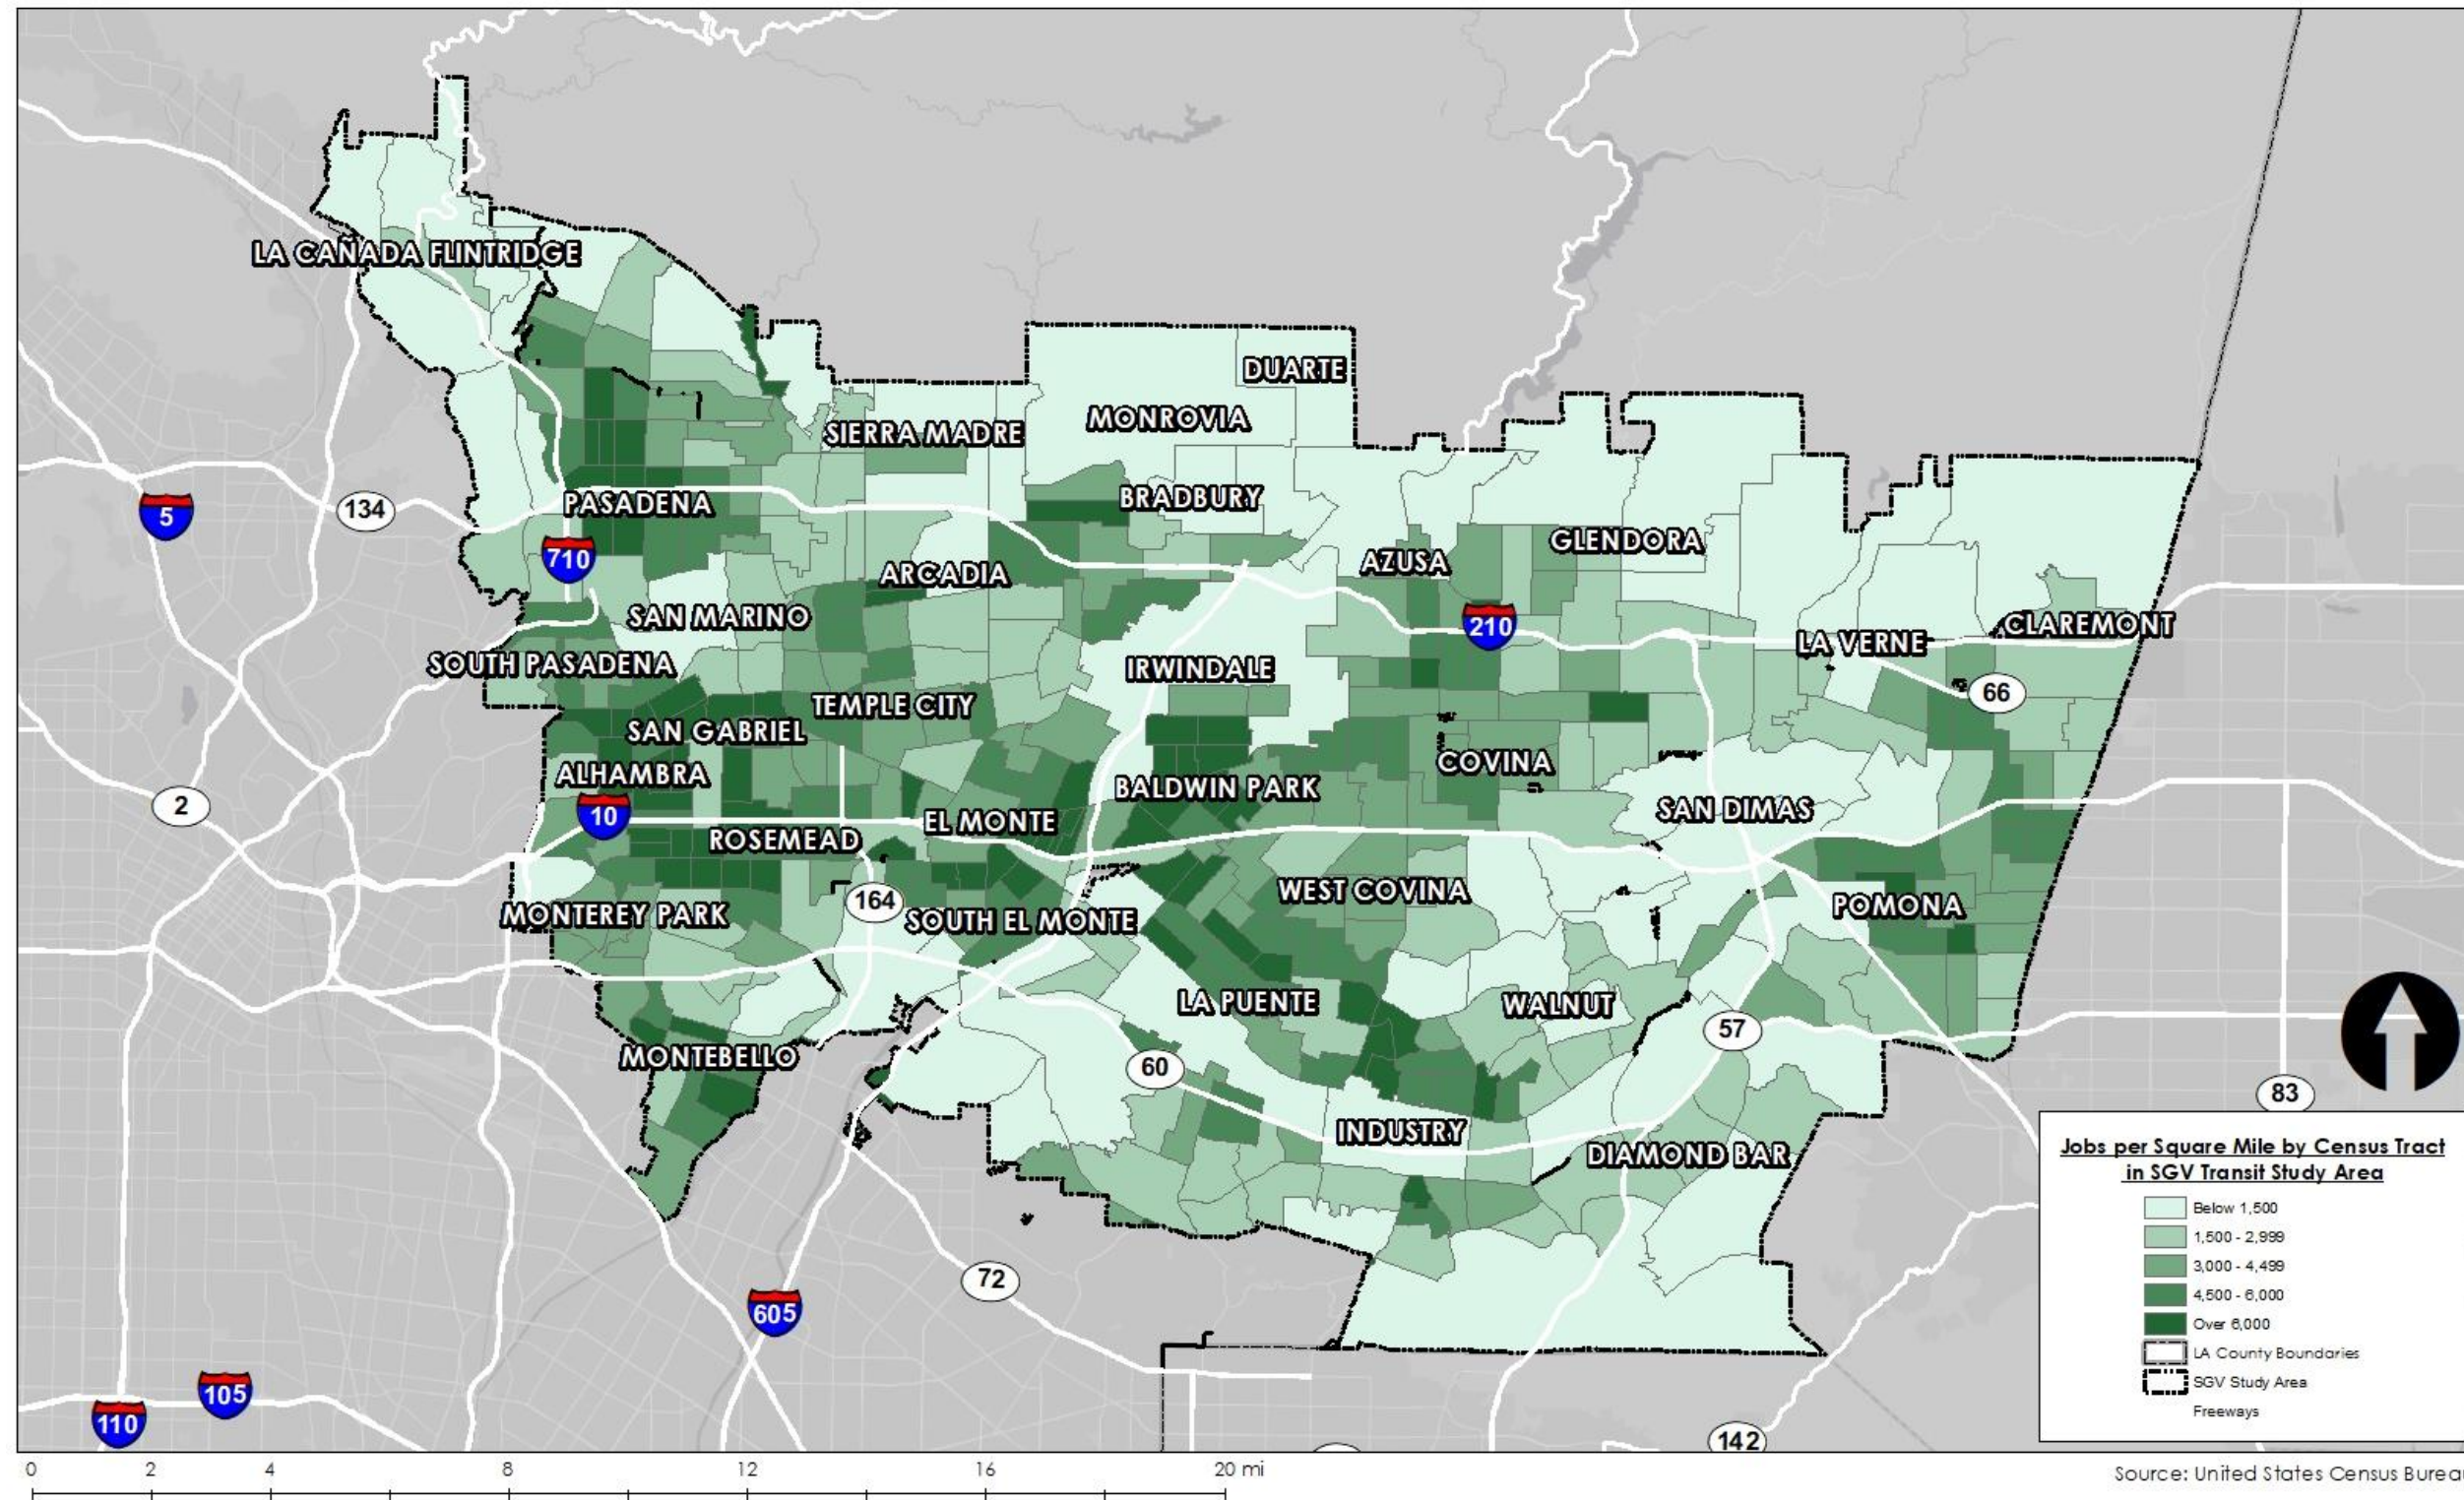 LA CAÑADA FLINTRIDGE
DUARTE
MONROVIA
SIERRA MADRE
BRADBURY
PASADENA
5
134
710
GLENDORA
AZUSA
ARCADIA
SAN MARINO
210
CLAREMONT
LA VERNE
SOUTH PASADENA
IRWINDALE
66
TEMPLE CITY
SAN GABRIEL
COVINA
ALHAMBRA
BALDWIN PARK
2
10
SAN DIMAS
EL MONTE
ROSEMEAD
WEST COVINA
164
POMONA
MONTEREY PARK
SOUTH EL MONTE
LA PUENTE
WALNUT
57
MONTEBELLO
60
83
INDUSTRY
DIAMOND BAR
72
605
105
110
142
Jobs per Square Mile by Census Tract
in SGV Transit Study Area
Below 1,500
1,500 - 2,999
3,000 - 4,499
4,500 - 6,000
Over 6,000
LA County Boundaries
SGV Study Area
Freeways
0 2 4 8 12 16 20 mi
Source: United States Census Burea